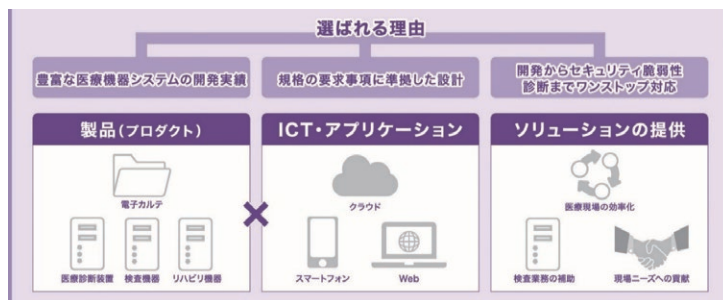 選ばれる理由
豊富な医療機器システムの開発実績
規格の要求事項に準拠した設計
開発からセキュリティ脆弱性
診断までワンストップ対応
製品(プロダクト)
電子カルテ
医療診断装置
検査機器
リハビリ機器
×
ICT・アプリケーション
クラウド
スマートフォン
Web
ソリューションの提供
医療現場の効率化
検査業務の補助
現場ニーズへの貢献